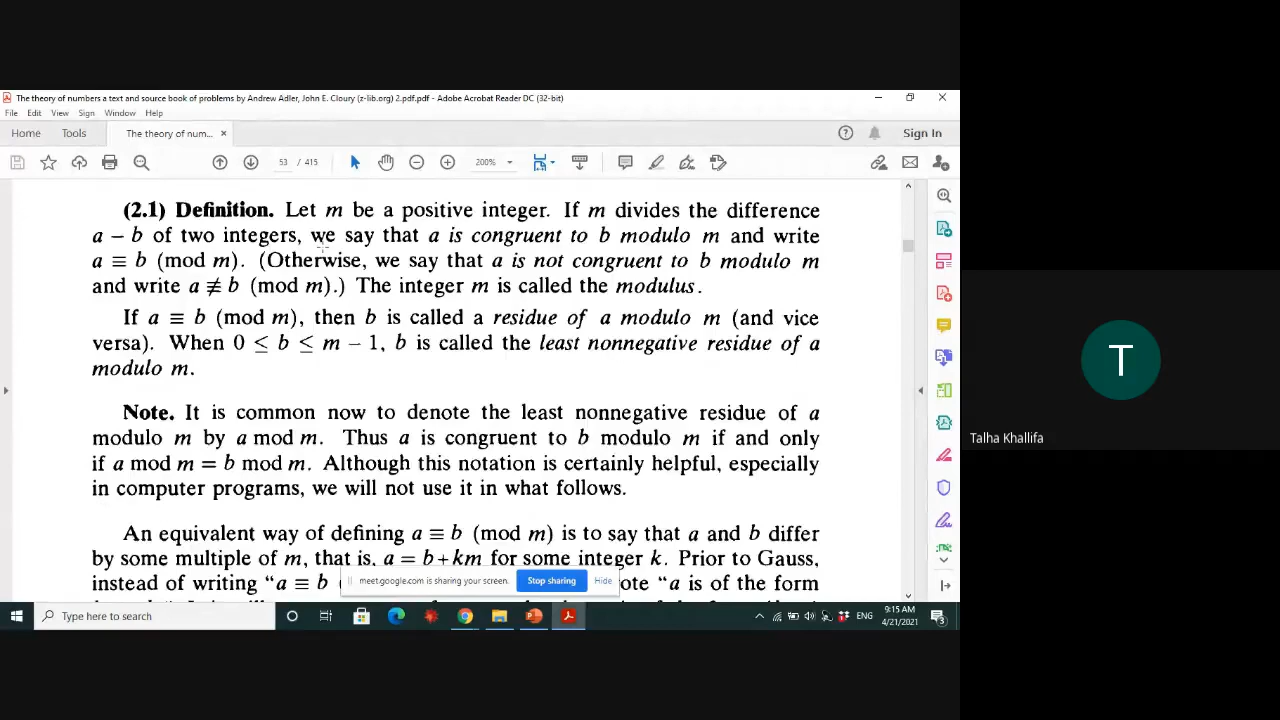 The theory of numbers a text and source book of problems by Andrew Adler, John E. Cloury (z-lib.org) 2.pdf.pdf - Adobe Acrobat Reader DC (32-bit)
File Edit View Sign Window Help
Home Tools The theory of num... × Sign In
53 / 415 200%
(2.1) Definition. Let m be a positive integer. If m divides the difference
a − b of two integers, we say that a is congruent to b modulo m and write
a ≡ b (mod m). (Otherwise, we say that a is not congruent to b modulo m
and write a ≢ b (mod m).) The integer m is called the modulus.
If a ≡ b (mod m), then b is called a residue of a modulo m (and vice
versa). When 0 ≤ b ≤ m − 1, b is called the least nonnegative residue of a
modulo m.
Note. It is common now to denote the least nonnegative residue of a
modulo m by a mod m. Thus a is congruent to b modulo m if and only
if a mod m = b mod m. Although this notation is certainly helpful, especially
in computer programs, we will not use it in what follows.
An equivalent way of defining a ≡ b (mod m) is to say that a and b differ
by some multiple of m, that is, a = b + km for some integer k. Prior to Gauss,
instead of writing “a ≡ b
“a is of the form
meet.google.com is sharing your screen. Stop sharing Hide
Type here to search
ENG
9:15 AM
4/21/2021
3
T
Talha Khallifa